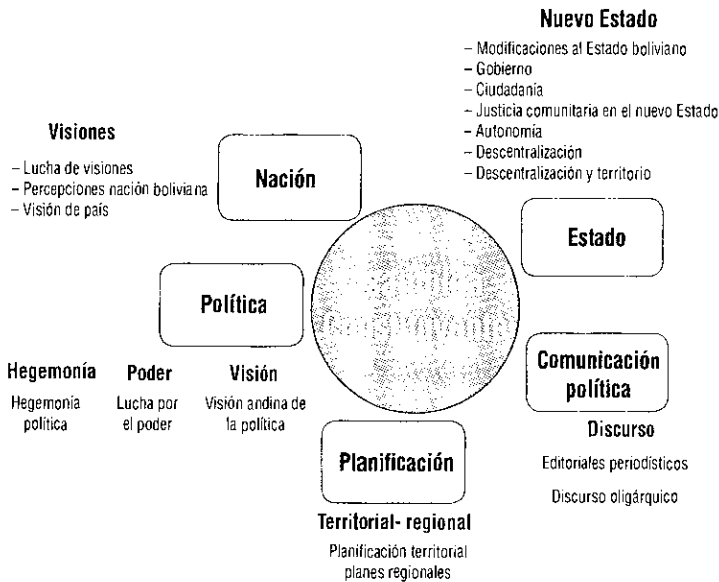 Nuevo Estado
– Modificaciones al Estado boliviano
– Gobierno
– Ciudadanía
– Justicia comunitaria en el nuevo Estado
– Autonomía
– Descentralización
– Descentralización y territorio
Visiones
– Lucha de visiones
– Percepciones nación boliviana
– Visión de país
Nación
Estado
Política
Hegemonía
Hegemonía
política
Poder
Lucha por
el poder
Visión
Visión andina de
la política
Comunicación
política
Discurso
Editoriales periodísticos
Discurso oligárquico
Planificación
Territorial- regional
Planificación territorial
planes regionales